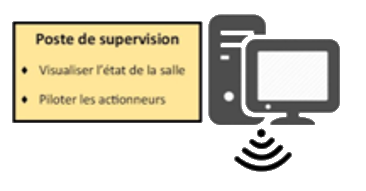 Poste de supervision
♦ Visualiser l'état de la salle
♦ Piloter les actionneurs